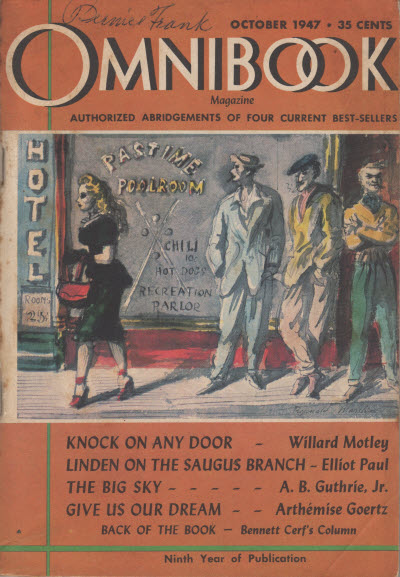 Bernice Frank
OCTOBER 1947 • 35 CENTS
OMNIBOOK
Magazine
AUTHORIZED ABRIDGEMENTS OF FOUR CURRENT BEST-SELLERS
HOTEL
ROOMS
PASTIME
POOLROOM
CHILI
10
HOT DOGS
RECREATION
PARLOR
KNOCK ON ANY DOOR – Willard Motley
LINDEN ON THE SAUGUS BRANCH – Elliot Paul
THE BIG SKY – – – – – A. B. Guthrie, Jr.
GIVE US OUR DREAM – – Arthémise Goertz
BACK OF THE BOOK — Bennett Cerf's Column
Ninth Year of Publication